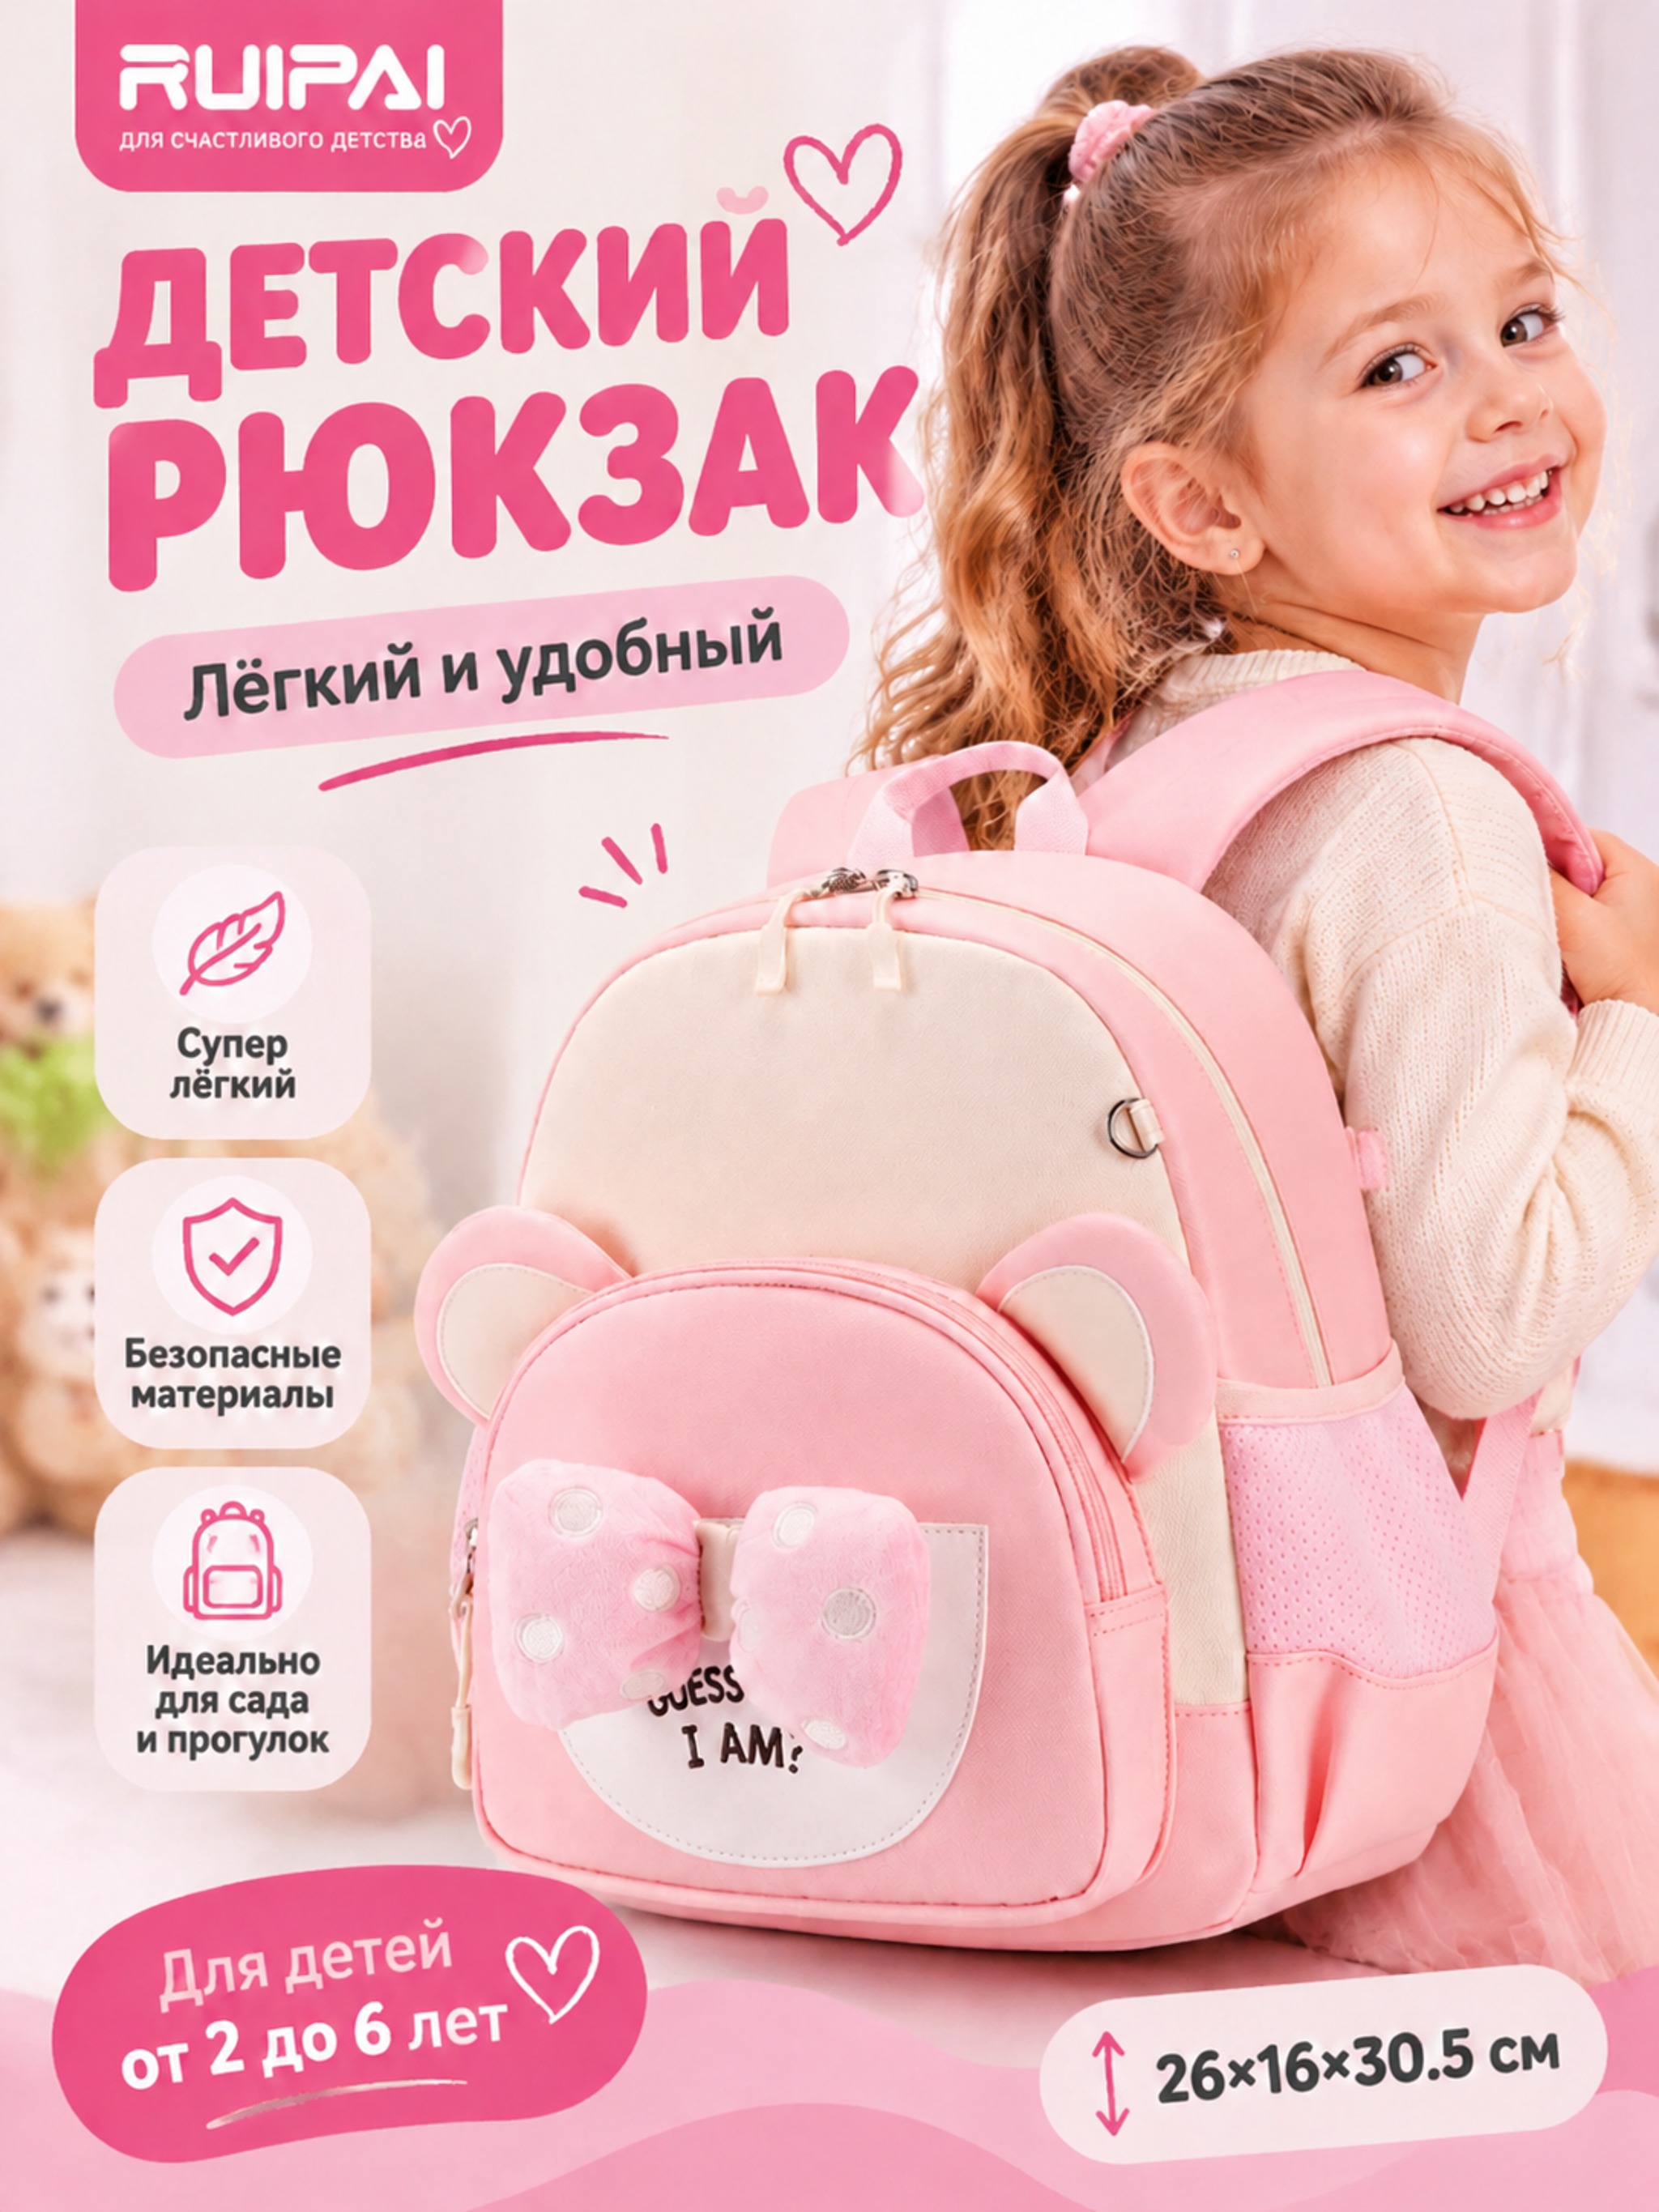 RUIPAI
для счастливого детства
ДЕТСКИЙ
РЮКЗАК
Лёгкий и удобный
Супер
лёгкий
Безопасные
материалы
Идеально
для сада
и прогулок
GUESS
I AM?
Для детей
от 2 до 6 лет
26×16×30.5 см